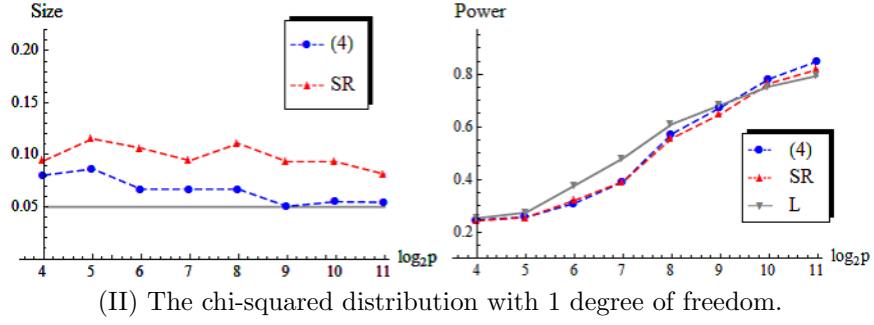 Size
0.20
0.15
0.10
0.05
4 5 6 7 8 9 10 11
log₂p
(4)
SR
Power
0.8
0.6
0.4
0.2
4 5 6 7 8 9 10 11
log₂p
(4)
SR
L
(II) The chi-squared distribution with 1 degree of freedom.